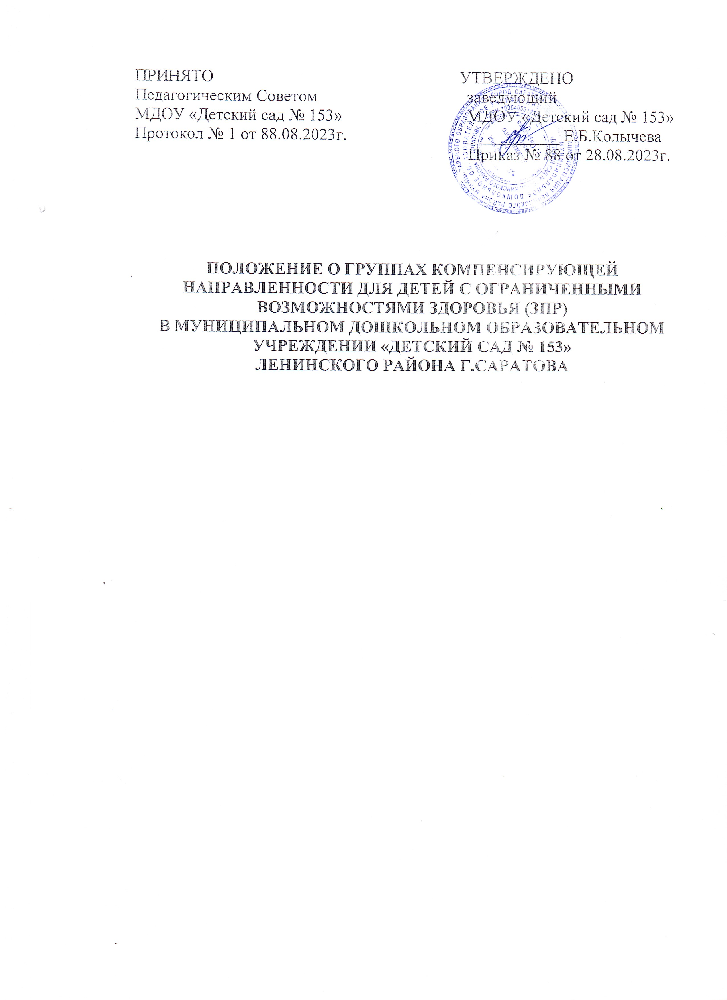 ПРИНЯТО
Педагогическим Советом
МДОУ «Детский сад № 153»
Протокол № 1 от 88.08.2023г.
УТВЕРЖДЕНО
заведующий
МДОУ «Детский сад № 153»
Е.Б.Колычева
Приказ № 88 от 28.08.2023г.
ПОЛОЖЕНИЕ О ГРУППАХ КОМПЕНСИРУЮЩЕЙ
НАПРАВЛЕННОСТИ ДЛЯ ДЕТЕЙ С ОГРАНИЧЕННЫМИ
ВОЗМОЖНОСТЯМИ ЗДОРОВЬЯ (ЗПР)
В МУНИЦИПАЛЬНОМ ДОШКОЛЬНОМ ОБРАЗОВАТЕЛЬНОМ
УЧРЕЖДЕНИИ «ДЕТСКИЙ САД № 153»
ЛЕНИНСКОГО РАЙОНА Г.САРАТОВА